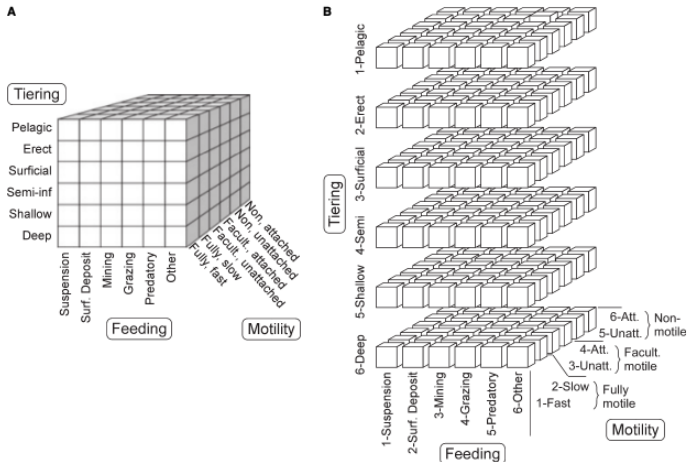 A
Tiering
Pelagic
Erect
Surficial
Semi-inf
Shallow
Deep
Suspension
Surf. Deposit
Mining
Grazing
Predatory
Other
Feeding
Fully, fast
Fully, slow
Facult., unattached
Facult., attached
Non, unattached
Non, attached
Motility
B
Tiering
1-Pelagic
2-Erect
3-Surficial
4-Semi
5-Shallow
6-Deep
1-Suspension
2-Surf. Deposit
3-Mining
4-Grazing
5-Predatory
6-Other
Feeding
6-Att.
5-Unatt.
Non-
motile
4-Att.
3-Unatt.
Facult.
motile
2-Slow
1-Fast
Fully
motile
Motility